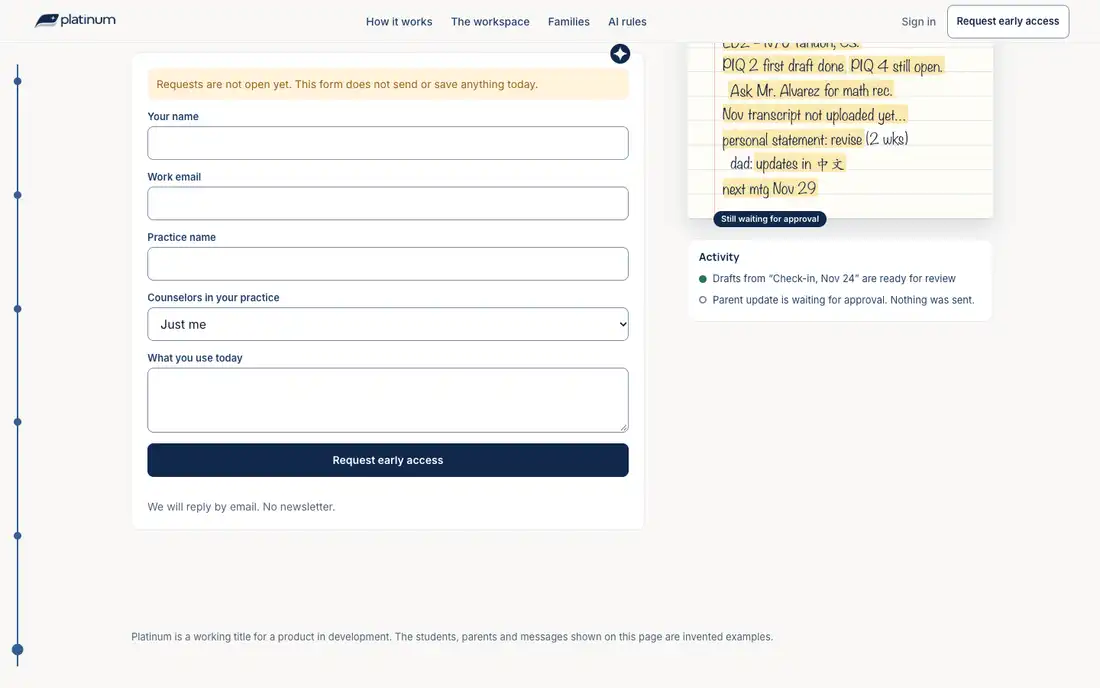 platinum
How it works
The workspace
Families
AI rules
Sign in
Request early access
Requests are not open yet. This form does not send or save anything today.
Your name
Work email
Practice name
Counselors in your practice
Just me
What you use today
Request early access
We will reply by email. No newsletter.
PIQ 2 first draft done PIQ 4 still open.
Ask Mr. Alvarez for math rec.
Nov transcript not uploaded yet...
personal statement: revise (2 wks)
dad: updates in 中文
next mtg Nov 29
Still waiting for approval
Activity
Drafts from “Check-in, Nov 24” are ready for review
Parent update is waiting for approval. Nothing was sent.
Platinum is a working title for a product in development. The students, parents and messages shown on this page are invented examples.